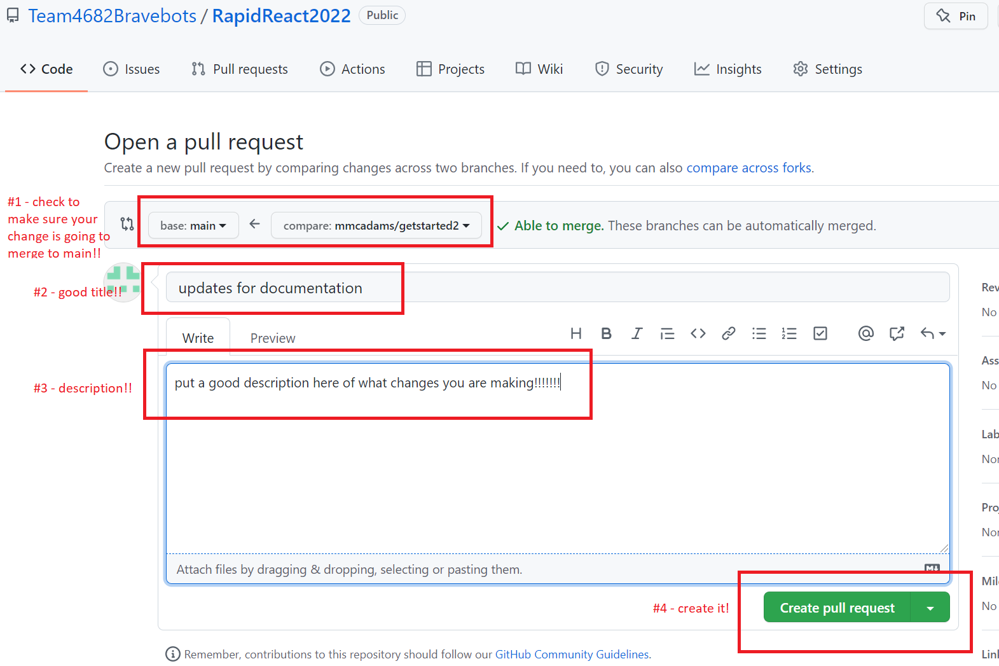 Team4682Bravebots / RapidReact2022 Public
Pin
Code Issues Pull requests Actions Projects Wiki Security Insights Settings
Open a pull request
Create a new pull request by comparing changes across two branches. If you need to, you can also compare across forks.
#1 - check to
make sure your
change is going to
merge to main!!
base: main
compare: mmcadams/getstarted2
Able to merge. These branches can be automatically merged.
#2 - good title!!
updates for documentation
Write Preview
#3 - description!!
put a good description here of what changes you are making!!!!!!!
Attach files by dragging & dropping, selecting or pasting them.
#4 - create it!
Create pull request
Remember, contributions to this repository should follow our GitHub Community Guidelines.
Rev
No
Ass
No
Lab
Nor
Proj
Nor
Mil
No
Link